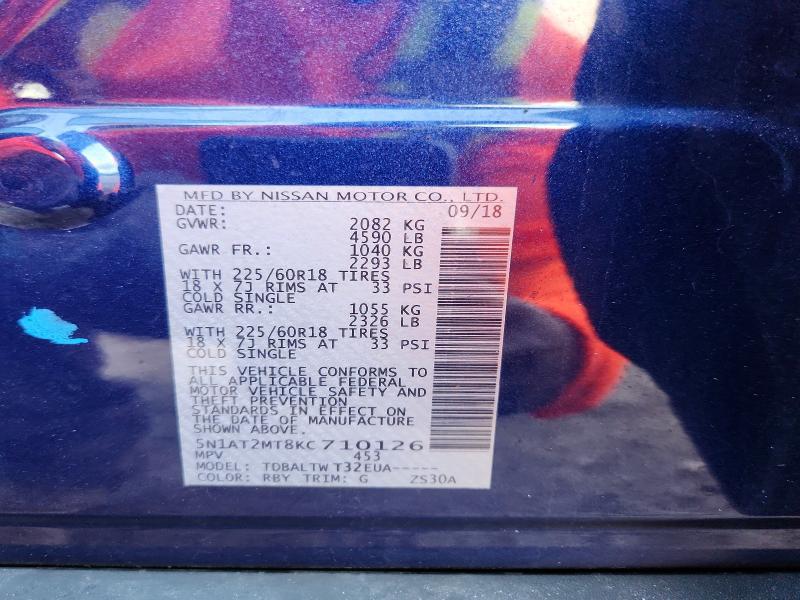 MFD BY NISSAN MOTOR CO., LTD.
DATE: 09/18
GVWR: 2082 KG
4590 LB
GAWR FR.: 1040 KG
2293 LB
WITH 225/60R18 TIRES
18 X 7J RIMS AT 33 PSI
COLD SINGLE
GAWR RR.: 1055 KG
2326 LB
WITH 225/60R18 TIRES
18 X 7J RIMS AT 33 PSI
COLD SINGLE
THIS VEHICLE CONFORMS TO
ALL APPLICABLE FEDERAL
MOTOR VEHICLE SAFETY AND
THEFT PREVENTION
STANDARDS IN EFFECT ON
THE DATE OF MANUFACTURE
SHOWN ABOVE.
5N1AT2MT8KC710126
MPV 453
MODEL: TDBALTWT32EUA-----
COLOR: RBY TRIM: G ZS30A